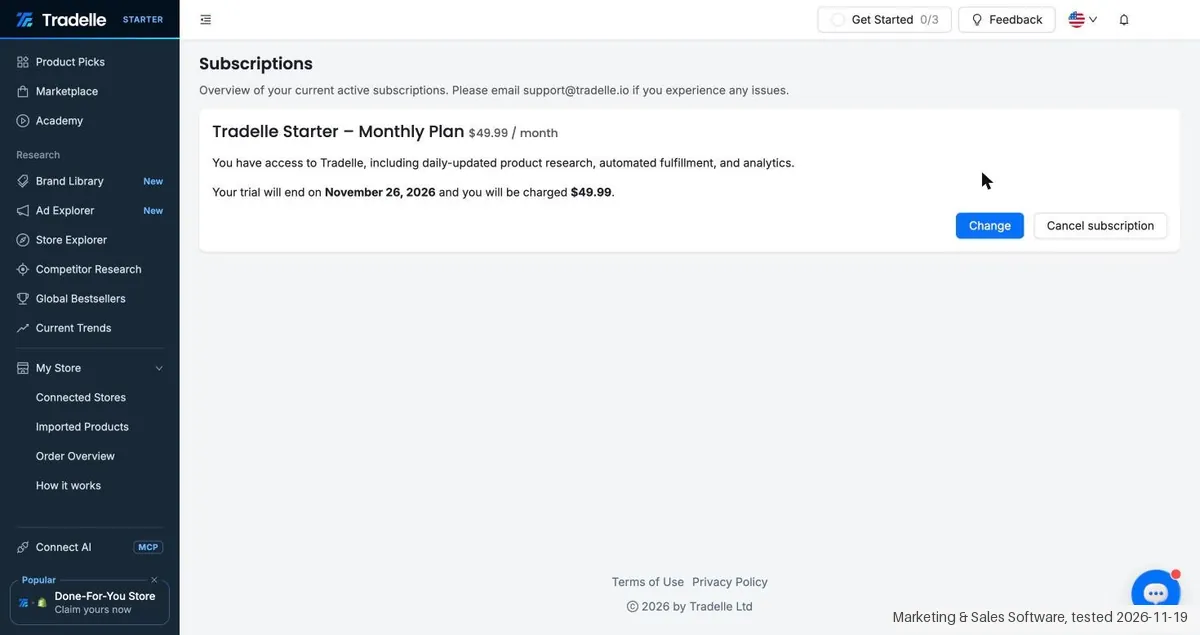 Tradelle STARTER
Get Started 0/3
Feedback
Product Picks
Marketplace
Academy
Research
Brand Library New
Ad Explorer New
Store Explorer
Competitor Research
Global Bestsellers
Current Trends
My Store
Connected Stores
Imported Products
Order Overview
How it works
Connect AI MCP
Popular
Done-For-You Store
Claim yours now
Subscriptions
Overview of your current active subscriptions. Please email support@tradelle.io if you experience any issues.
Tradelle Starter – Monthly Plan $49.99 / month
You have access to Tradelle, including daily-updated product research, automated fulfillment, and analytics.
Your trial will end on November 26, 2026 and you will be charged $49.99.
Change
Cancel subscription
Terms of Use Privacy Policy
© 2026 by Tradelle Ltd
Marketing & Sales Software, tested 2026-11-19